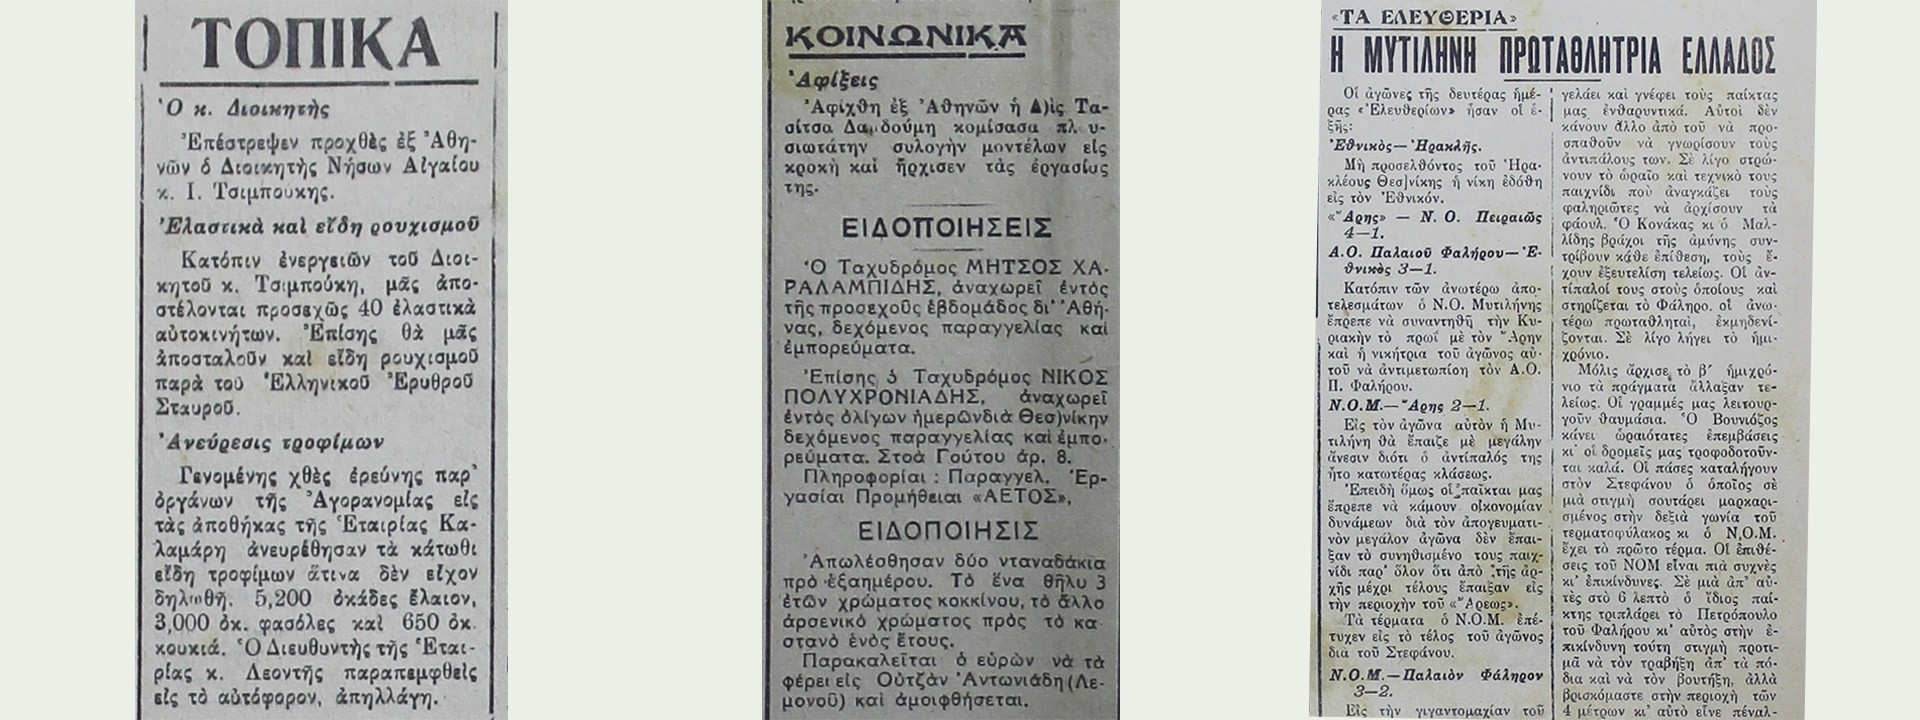 ΤΟΠΙΚΑ
Ὁ κ. Διοικητὴς
Ἐπέστρεψεν προχθὲς ἐξ Ἀθη-
νῶν ὁ Διοικητὴς Νήσων Αἰγαίου
κ. Ι. Τσιμπούκης.
Ἐλαστικὰ καὶ εἴδη ρουχισμοῦ
Κατόπιν ἐνεργειῶν τοῦ Διοι-
κητοῦ κ. Τσιμπούκη, μᾶς ἀπο-
στέλονται προσεχῶς 40 ἐλαστικὰ
αὐτοκινήτων. Ἐπίσης θὰ μᾶς
ἀποσταλοῦν καὶ εἴδη ρουχισμοῦ
παρὰ τοῦ Ἑλληνικοῦ Ἐρυθροῦ
Σταυροῦ.
Ἀνεύρεσις τροφίμων
Γενομένης χθὲς ἐρεύνης παρ'
ὀργάνων τῆς Ἀγορανομίας εἰς
τὰς ἀποθήκας τῆς Ἑταιρίας Κα-
λαμάρη ἀνευρέθησαν τὰ κάτωθι
εἴδη τροφίμων ἅτινα δὲν εἶχον
δηλωθῆ. 5,200 ὀκάδες ἔλαιον,
3,000 ὀκ. φασόλες καὶ 650 ὀκ.
κουκιά. Ὁ Διευθυντὴς τῆς Ἑται-
ρίας κ. Λεοντῆς παραπεμφθεὶς
εἰς τὸ αὐτόφορον, ἀπηλλάγη.
ΚΟΙΝΩΝΙΚΑ
Ἀφίξεις
Ἀφίχθη ἐξ Ἀθηνῶν ἡ Δ)ὶς Τα-
σίτσα κομίσασα πλ υ-
σιωτάτην συλογὴν μοντέλων εἰς
κροκὴ καὶ ἤρχισεν τὰς ἐργασίας
της.
ΕΙΔΟΠΟΙΗΣΕΙΣ
Ὁ Ταχυδρόμος ΜΗΤΣΟΣ ΧΑ-
ΡΑΛΑΜΠΙΔΗΣ, ἀναχωρεῖ ἐντὸς
τῆς προσεχοῦς ἑβδομάδος δι' Ἀθή-
νας, δεχόμενος παραγγελίας καὶ
ἐμπορεύματα.
Ἐπίσης ὁ Ταχυδρόμος ΝΙΚΟΣ
ΠΟΛΥΧΡΟΝΙΑΔΗΣ, ἀναχωρεῖ
ἐντὸς ὀλίγων ἡμερῶνδιὰ Θεσ)νίκην
δεχόμενος παραγγελίας καὶ ἐμπο-
ρεύματα. Στοὰ Γούτου ἀρ. 8.
Πληροφορίαι : Παραγγελ. Ἐρ-
γασίαι Προμήθειαι «ΑΕΤΟΣ»,
ΕΙΔΟΠΟΙΗΣΙΣ
Ἀπωλέσθησαν δύο νταναδάκια
πρὸ ἑξαημέρου. Τὸ ἕνα θῆλυ 3
ἐτῶν χρώματος κοκκίνου, τὸ ἄλλο
ἀρσενικὸ χρώματος πρὸς τὸ κα
στανὸ ἑνὸς ἔτους.
Παρακαλεῖται ὁ εὑρὼν νὰ τὰ
φέρει εἰς Οὐτζὰν Ἀντωνιάδη (Λε-
μονοῦ) καὶ ἀμοιφθήσεται.
«ΤΑ ΕΛΕΥΘΕΡΙΑ»
Η ΜΥΤΙΛΗΝΗ ΠΡΩΤΑΘΛΗΤΡΙΑ ΕΛΛΑΔΟΣ
Οἱ ἀγῶνες τῆς δευτέρας ἡμέ-
ρας «Ἐλευθερίων» ἦσαν οἱ ἑ-
ξῆς:
Ἐθνικὸς—Ἡρακλῆς.
Μὴ προσελθόντος τοῦ Ἡρα-
κλέους Θεσ)νίκης ἡ νίκη ἐδόθη
εἰς τὸν Ἐθνικόν.
«Ἄρης» — Ν. Ο. Πειραιῶς
4—1.
Α.Ο. Παλαιοῦ Φαλήρου—Ἐ-
θνικὸς 3—1.
Κατόπιν τῶν ἀνωτέρω ἀπο-
τελεσμάτων ὁ Ν.Ο. Μυτιλήνης
ἔπρεπε νὰ συναντηθῆ τὴν Κυ-
ριακὴν τὸ πρωῒ μὲ τὸν Ἄρην
καὶ ἡ νικήτρια τοῦ ἀγῶνος αὐ-
τοῦ νὰ ἀντιμετωπίση τὸν Α.Ο.
Π. Φαλήρου.
Ν.Ο.Μ.—Ἄρης 2—1.
Εἰς τὸν ἀγῶνα αὐτὸν ἡ Μυ-
τιλήνη θὰ ἔπαιζε μὲ μεγάλην
ἄνεσιν διότι ὁ ἀντίπαλός της
ἦτο κατωτέρας κλάσεως.
Ἐπειδὴ ὅμως οἱ παῖκται μας
ἔπρεπε νὰ κάμουν οἰκονομίαν
δυνάμεων διὰ τὸν ἀπογευματι-
νὸν μεγάλον ἀγῶνα δὲν ἔπαι-
ξαν τὸ συνηθισμένο τους παιχ-
νίδι παρ' ὅλον ὅτι ἀπὸ τῆς ἀρ-
χῆς μέχρι τέλους ἔπαιξαν εἰς
τὴν περιοχὴν τοῦ «Ἄρεως».
Τὰ τέρματα ὁ Ν.Ο.Μ. ἐπέ-
τυχεν εἰς τὸ τέλος τοῦ ἀγῶνος
διὰ τοῦ Στεφάνου.
Ν.Ο.Μ.—Παλαιὸν Φάληρον
3—2.
Εἰς τὴν γιγαντομαχίαν τοῦ
γελάει καὶ γνέφει τοὺς παίκτας
μας ἐνθαρυντικά. Αὐτοὶ δὲν
κάνουν ἄλλο ἀπὸ τοῦ νὰ προ-
σπαθοῦν νὰ γνωρίσουν τοὺς
ἀντιπάλους των. Σὲ λίγο στρώ-
νουν τὸ ὡραῖο καὶ τεχνικό τους
παιχνίδι ποὺ ἀναγκάζει τοὺς
φαληριῶτες νὰ ἀρχίσουν τὰ
φάουλ. Ὁ Κονάκας κι ὁ Μαλ-
λίδης βράχοι τῆς ἀμύνης συν-
τρίβουν κάθε ἐπίθεση, τοὺς ἔ-
χουν ἐξευτελίση τελείως. Οἱ ἀν-
τίπαλοί τους στοὺς ὁποίους καὶ
στηρίζεται τὸ Φάληρο. οἱ ἀνω-
τέρω πρωταθληταί, ἐκμηδενί-
ζονται. Σὲ λίγο λήγει τὸ ἡμι-
χρόνιο.
Μόλις ἄρχισε τὸ β' ἡμιχρό-
νιο τὰ πράγματα ἄλλαξαν τε-
λείως. Οἱ γραμμές μας λειτουρ-
γοῦν θαυμάσια. Ὁ Βουνιόζος
κάνει ὡραιότατες ἐπεμβάσεις
κι' οἱ δρομεῖς μας τροφοδοτοῦν-
ται καλά. Οἱ πάσες καταλήγουν
στὸν Στεφάνου ὁ ὁποῖος σὲ
μιὰ στιγμὴ σουτάρει μαρκαρι-
σμένος στὴν δεξιὰ γωνία τοῦ
τερματοφύλακος κι ὁ Ν,Ο.Μ.
ἔχει τὸ πρῶτο τέρμα. Οἱ ἐπιθέ-
σεις τοῦ ΝΟΜ εἶναι πιὰ συχνὲς
κι' ἐπικίνδυνες. Σὲ μιὰ ἀπ' αὐ-
τὲς στὸ 6 λεπτὸ ὁ ἴδιος παί-
κτης τριπλάρει τὸ Πετρόπουλο
τοῦ Φαλήρου κι' αὐτὸς στὴν ἐ-
πικίνδυνη τούτη στιγμὴ προτι-
μᾶ νὰ τὸν τραβήξη ἀπ' τὰ πό-
δια καὶ νὰ τὸν βουτήξη, ἀλλὰ
βρισκόμαστε στὴν περιοχὴ τῶν
4 μέτρων κι' αὐτὸ εἶνε πέναλ-